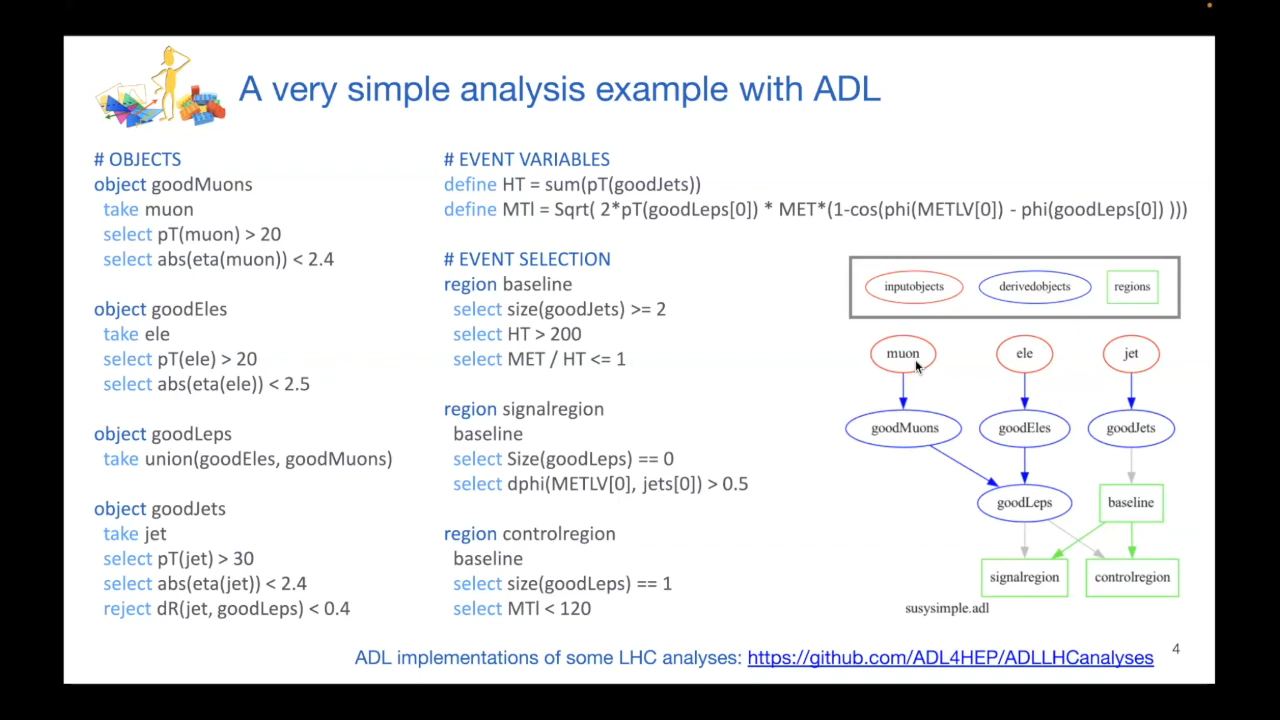 A very simple analysis example with ADL
# OBJECTS
object goodMuons
take muon
select pT(muon) > 20
select abs(eta(muon)) < 2.4
object goodEles
take ele
select pT(ele) > 20
select abs(eta(ele)) < 2.5
object goodLeps
take union(goodEles, goodMuons)
object goodJets
take jet
select pT(jet) > 30
select abs(eta(jet)) < 2.4
reject dR(jet, goodLeps) < 0.4
# EVENT VARIABLES
define HT = sum(pT(goodJets))
define MTl = Sqrt( 2*pT(goodLeps[0]) * MET*(1-cos(phi(METLV[0]) - phi(goodLeps[0]) )))
# EVENT SELECTION
region baseline
select size(goodJets) >= 2
select HT > 200
select MET / HT <= 1
region signalregion
baseline
select Size(goodLeps) == 0
select dphi(METLV[0], jets[0]) > 0.5
region controlregion
baseline
select size(goodLeps) == 1
select MTl < 120
inputobjects derivedobjects regions
muon ele jet
goodMuons goodEles goodJets
goodLeps baseline
signalregion controlregion
susysimple.adl
ADL implementations of some LHC analyses: https://github.com/ADL4HEP/ADLLHCanalyses
4